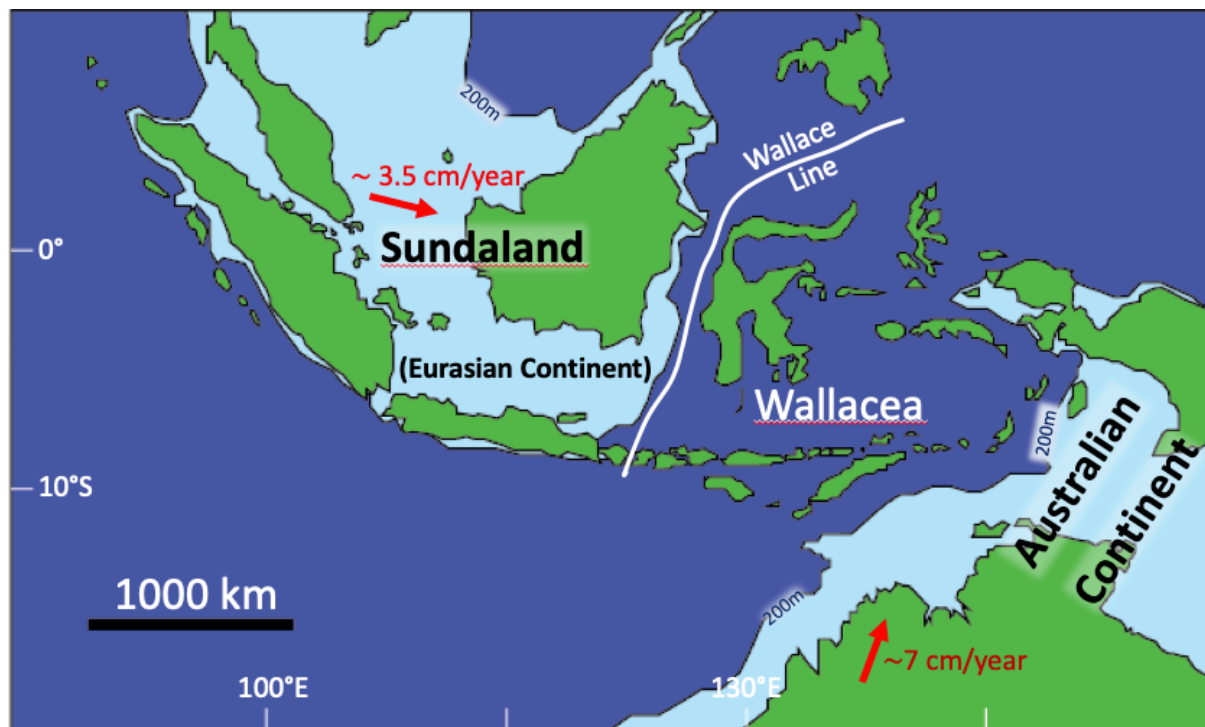 200m
Wallace
Line
~ 3.5 cm/year
0°
Sundaland
(Eurasian Continent)
Wallacea
200m
Australian
Continent
10°S
1000 km
200m
~7 cm/year
100°E
130°E